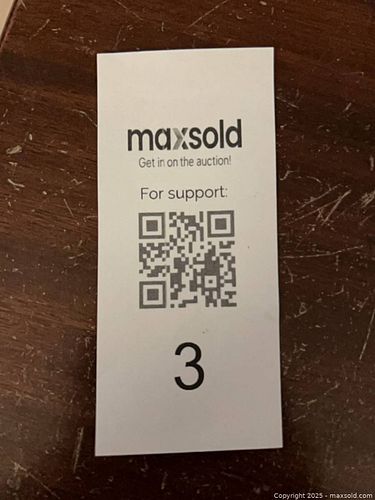 maxsold
Get in on the auction!
For support:
3
Copyright 2025 - maxsold.com